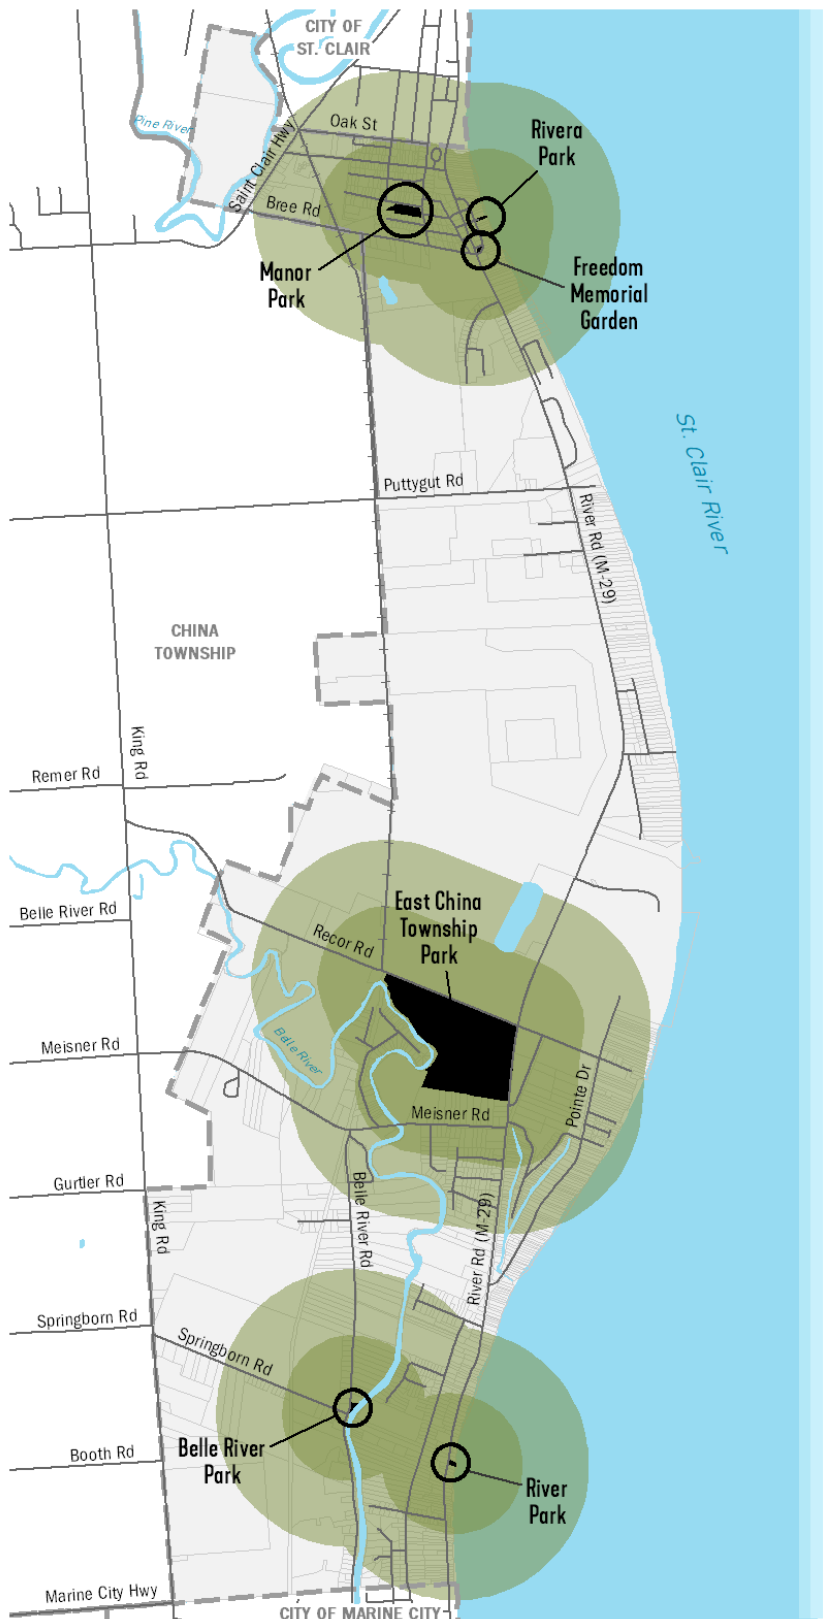 CITY OF
ST. CLAIR
Pine River
Oak St
Rivera
Park
Saint Clair Hwy
Bree Rd
Manor
Park
Freedom
Memorial
Garden
St. Clair River
Puttygut Rd
River Rd (M-29)
CHINA
TOWNSHIP
King Rd
Remer Rd
East China
Township
Park
Belle River Rd
Recor Rd
Belle River
Meisner Rd
Pointe Dr
Meisner Rd
Gurtler Rd
Belle River Rd
King Rd
River Rd (M-29)
Springborn Rd
Springborn Rd
Belle River
Park
Booth Rd
River
Park
Marine City Hwy
CITY OF MARINE CITY